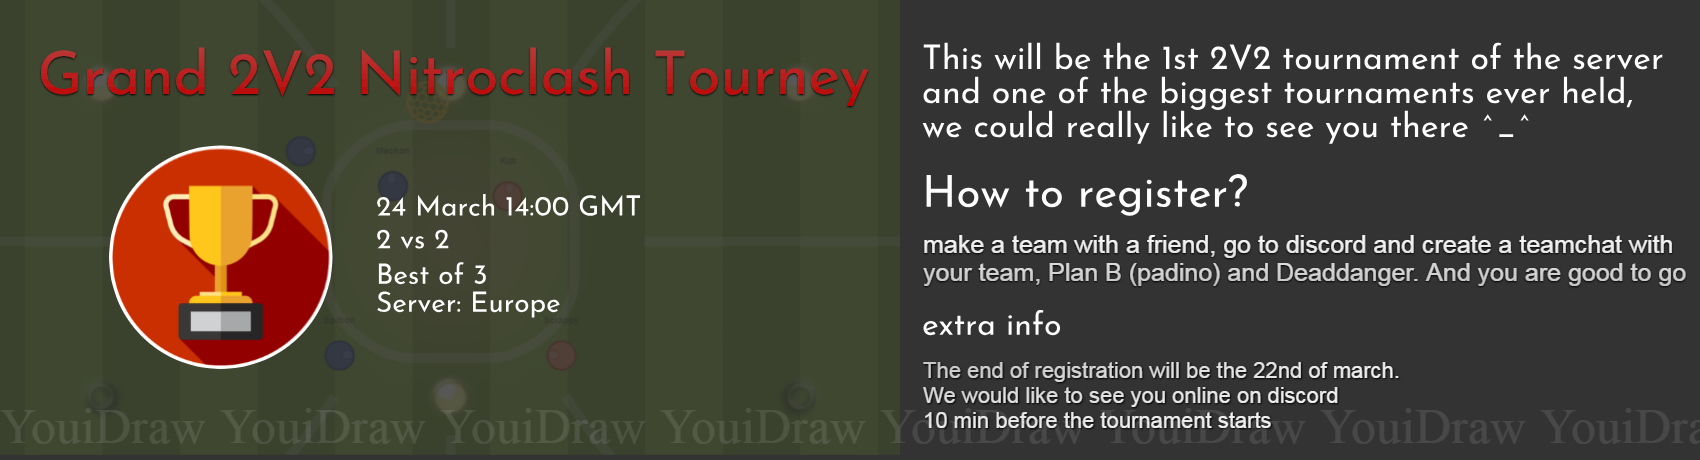 Grand 2V2 Nitroclash Tourney
24 March 14:00 GMT
2 vs 2
Best of 3
Server: Europe
This will be the 1st 2V2 tournament of the server
and one of the biggest tournaments ever held,
we could really like to see you there ^_^
How to register?
make a team with a friend, go to discord and create a teamchat with
your team, Plan B (padino) and Deaddanger. And you are good to go
extra info
The end of registration will be the 22nd of march.
We would like to see you online on discord
10 min before the tournament starts
YouiDraw YouiDraw YouiDraw YouiDraw YouiDraw YouiDraw YouiDraw YouiDra